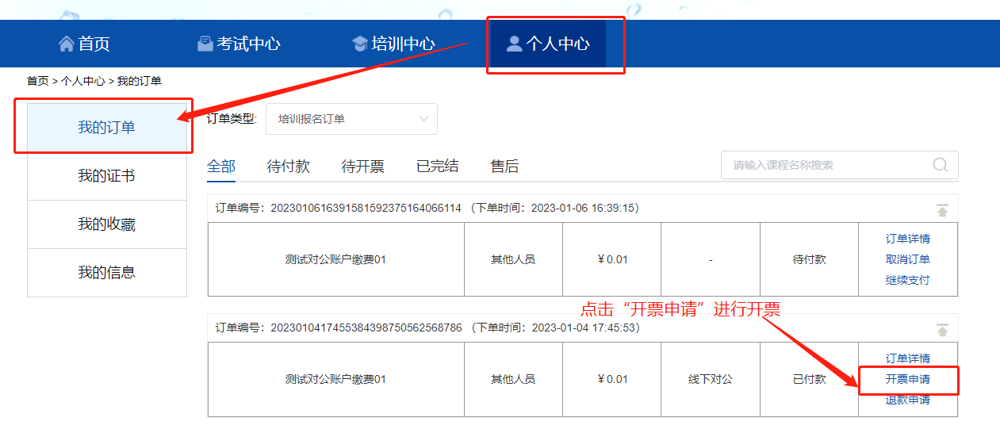 首页
考试中心
培训中心
个人中心
首页 > 个人中心 > 我的订单
我的订单
我的证书
我的收藏
我的信息
订单类型:
培训报名订单
全部
待付款
待开票
已完结
售后
请输入课程名称搜索
订单编号：2023010616391581592375164066114 （下单时间：2023-01-06 16:39:15）
测试对公账户缴费01
其他人员
￥0.01
-
待付款
订单详情
取消订单
继续支付
点击“开票申请”进行开票
订单编号：2023010417455384398750562568786 （下单时间：2023-01-04 17:45:53）
测试对公账户缴费01
其他人员
￥0.01
线下对公
已付款
订单详情
开票申请
退款申请